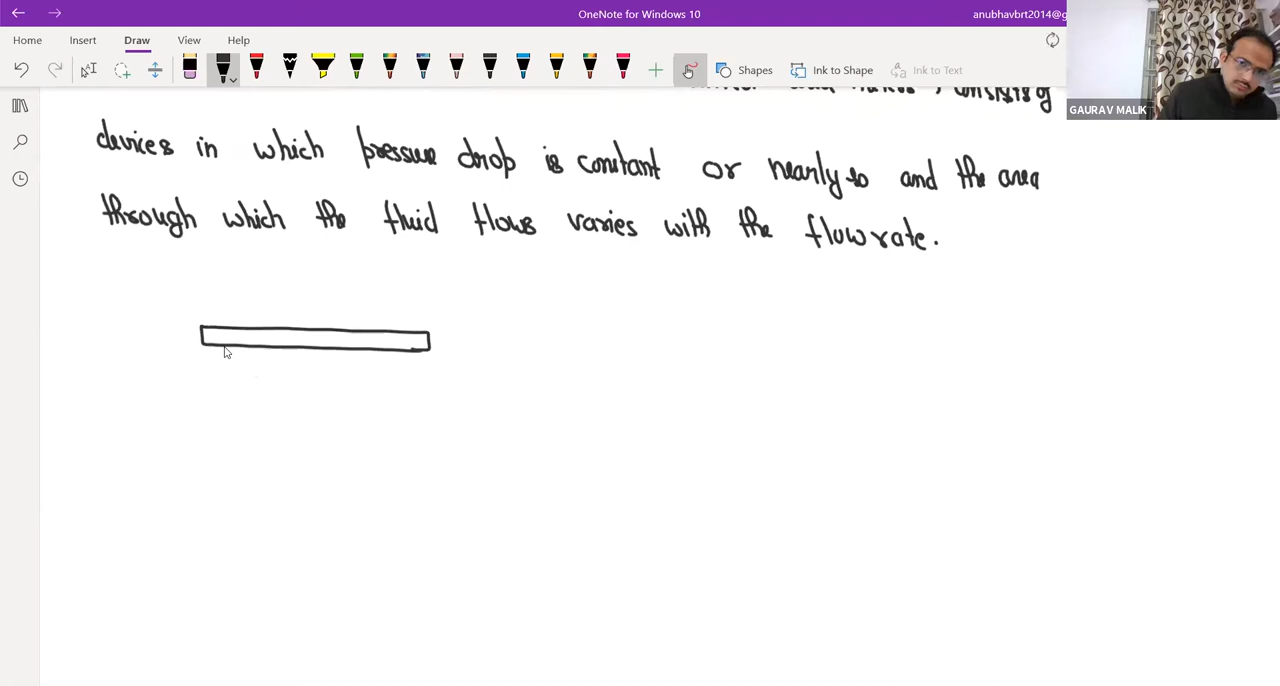 OneNote for Windows 10
anubhavbrt2014@g
Home Insert Draw View Help
Shapes Ink to Shape Ink to Text
GAURAV MALIK
consisting of
devices in which pressure drop is constant or nearly so and the area
through which the fluid flows varies with the flowrate.